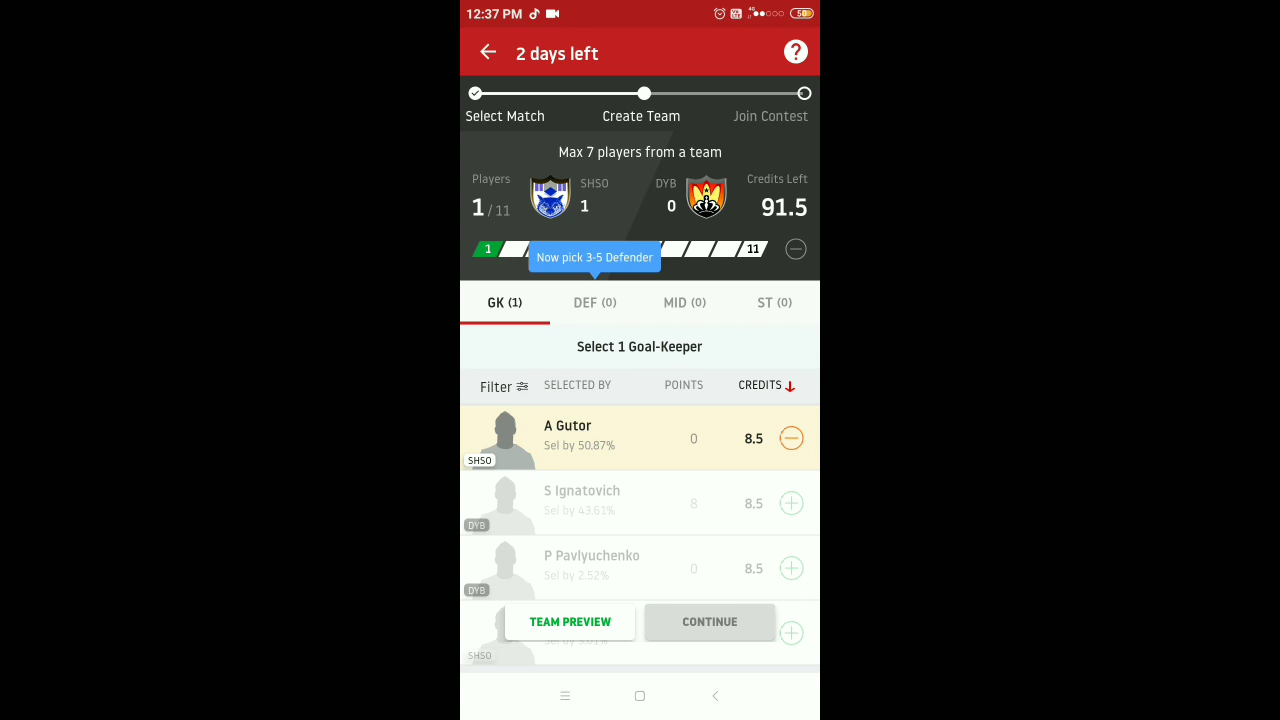 12:37 PM
4G
50
2 days left
?
Select Match
Create Team
Join Contest
Max 7 players from a team
Players
SHSO
DYB
Credits Left
1 / 11
1
0
91.5
1
11
Now pick 3-5 Defender
GK (1)
DEF (0)
MID (0)
ST (0)
Select 1 Goal-Keeper
Filter
SELECTED BY
POINTS
CREDITS
A Gutor
Sel by 50.87%
0
8.5
SHSO
S Ignatovich
Sel by 43.61%
8
8.5
DYB
P Pavlyuchenko
Sel by 2.52%
0
8.5
DYB
TEAM PREVIEW
CONTINUE
SHSO